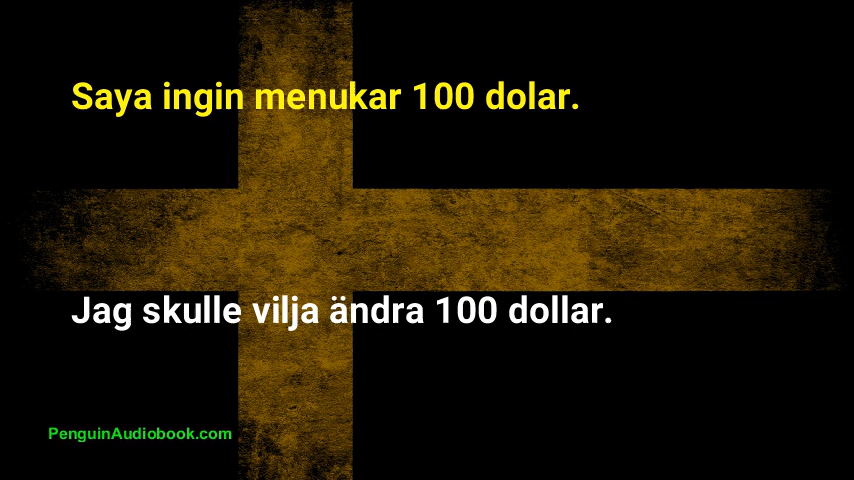 Saya ingin menukar 100 dolar.
Jag skulle vilja ändra 100 dollar.
PenguinAudiobook.com